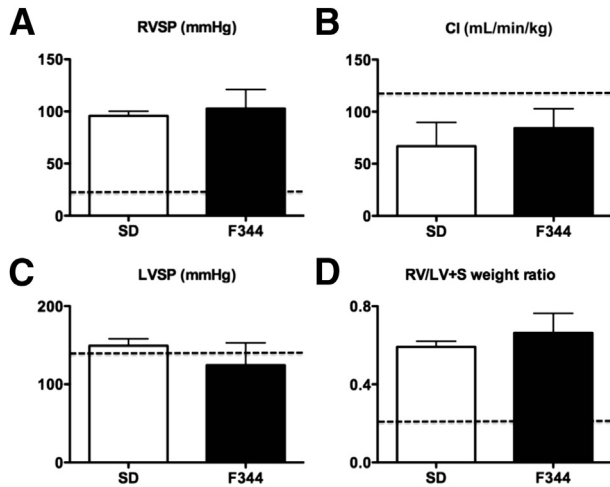 A
RVSP (mmHg)
150
100
50
0
SD
F344
B
CI (mL/min/kg)
150
100
50
0
SD
F344
C
LVSP (mmHg)
200
100
0
SD
F344
D
RV/LV+S weight ratio
0.8
0.4
0.0
SD
F344